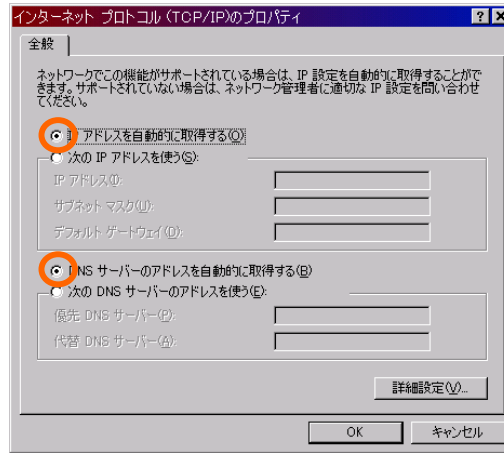 インターネット プロトコル (TCP/IP)のプロパティ
全般
ネットワークでこの機能がサポートされている場合は、IP 設定を自動的に取得することがで
きます。サポートされていない場合は、ネットワーク管理者に適切な IP 設定を問い合わせ
てください。
IP アドレスを自動的に取得する(O)
次の IP アドレスを使う(S):
IP アドレス(I):
サブネット マスク(U):
デフォルト ゲートウェイ(D):
DNS サーバーのアドレスを自動的に取得する(B)
次の DNS サーバーのアドレスを使う(E):
優先 DNS サーバー(P):
代替 DNS サーバー(A):
詳細設定(V)...
OK
キャンセル